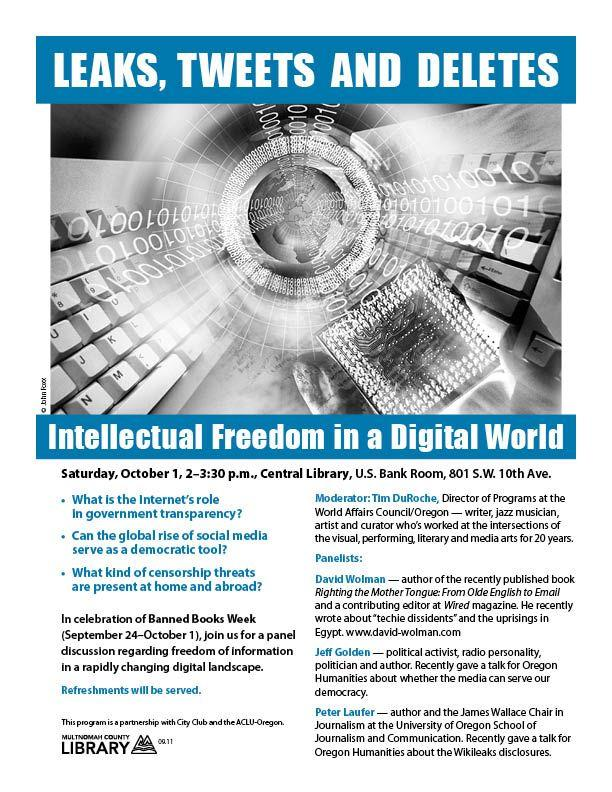 LEAKS, TWEETS AND DELETES
© John Foxx
Intellectual Freedom in a Digital World
Saturday, October 1, 2–3:30 p.m., Central Library, U.S. Bank Room, 801 S.W. 10th Ave.
• What is the Internet's role
in government transparency?
• Can the global rise of social media
serve as a democratic tool?
• What kind of censorship threats
are present at home and abroad?
In celebration of Banned Books Week
(September 24–October 1), join us for a panel
discussion regarding freedom of information
in a rapidly changing digital landscape.
Refreshments will be served.
This program is a partnership with City Club and the ACLU-Oregon.
MULTNOMAH COUNTY
LIBRARY 09.11
Moderator: Tim DuRoche, Director of Programs at the
World Affairs Council/Oregon — writer, jazz musician,
artist and curator who's worked at the intersections of
the visual, performing, literary and media arts for 20 years.
Panelists:
David Wolman — author of the recently published book
Righting the Mother Tongue: From Olde English to Email
and a contributing editor at Wired magazine. He recently
wrote about "techie dissidents" and the uprisings in
Egypt. www.david-wolman.com
Jeff Golden — political activist, radio personality,
politician and author. Recently gave a talk for Oregon
Humanities about whether the media can serve our
democracy.
Peter Laufer — author and the James Wallace Chair in
Journalism at the University of Oregon School of
Journalism and Communication. Recently gave a talk for
Oregon Humanities about the Wikileaks disclosures.